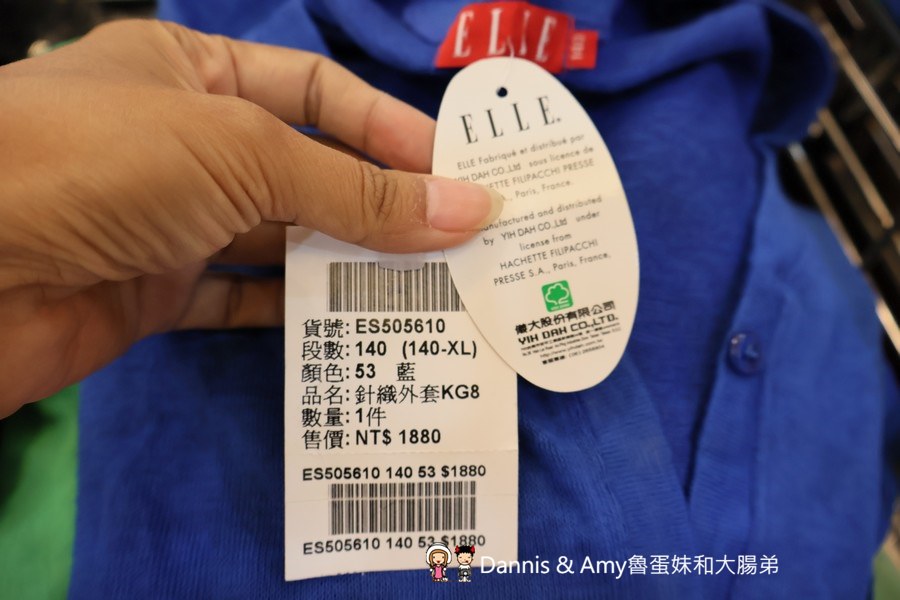 ELLE
ELLE
ELLE Fabriqué et distribué par
YIH DAH CO.,Ltd sous licence de
HETTE FILIPACCHI PRESSE
Paris, France.
Manufactured and distributed
by YIH DAH CO.,Ltd under
license from
HACHETTE FILIPACCHI
PRESSE S.A., Paris, France.
儀大股份有限公司
YIH DAH CO.,LTD.
貨號: ES505610
段數: 140 (140-XL)
顏色: 53 藍
品名: 針織外套KG8
數量: 1件
售價: NT$ 1880
ES505610 140 53 $1880
ES505610 140 53 $1880
Dannis & Amy魯蛋妹和大腸弟